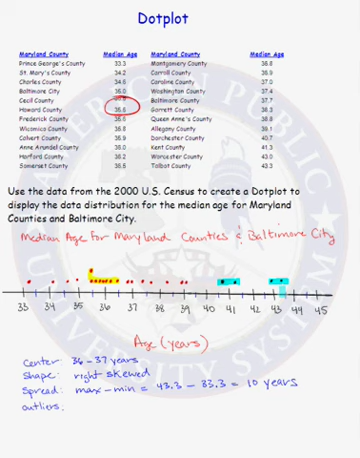 Dotplot
Maryland County Median Age Maryland County Median Age
Prince George's County 33.3 Montgomery County 36.8
St. Mary's County 34.2 Carroll County 36.9
Charles County 34.6 Caroline County 37.0
Baltimore City 35.0 Washington County 37.4
Cecil County Baltimore County 37.7
Howard County 35.5 Garrett County 38.3
Frederick County 35.6 Queen Anne's County 38.8
Wicomico County 35.8 Allegany County 39.1
Calvert County 35.9 Dorchester County 40.7
Anne Arundel County 36.0 Kent County 41.3
Harford County 36.2 Worcester County 43.0
Somerset County 36.5 Talbot County 43.3
Use the data from the 2000 U.S. Census to create a Dotplot to
display the data distribution for the median age for Maryland
Counties and Baltimore City.
Median Age for Maryland Counties & Baltimore City
33 34 35 36 37 38 39 40 41 42 43 44 45
Age (years)
Center: 36-37 years
Shape: right skewed
Spread: max - min = 43.3 - 33.3 = 10 years
outliers: